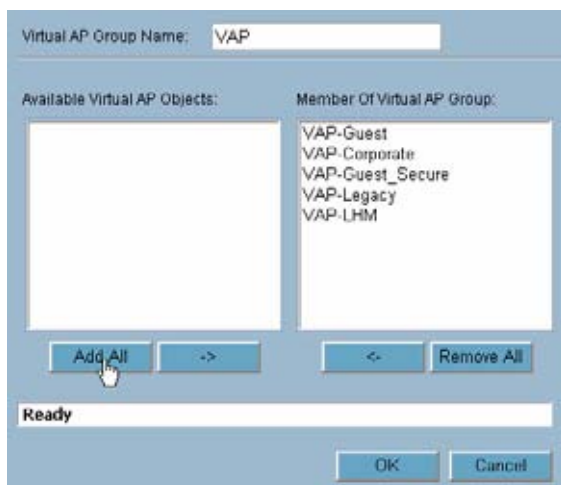 Virtual AP Group Name: VAP
Available Virtual AP Objects: Member Of Virtual AP Group:
VAP-Guest
VAP-Corporate
VAP-Guest_Secure
VAP-Legacy
VAP-LHM
Add All -> <- Remove All
Ready
OK Cancel